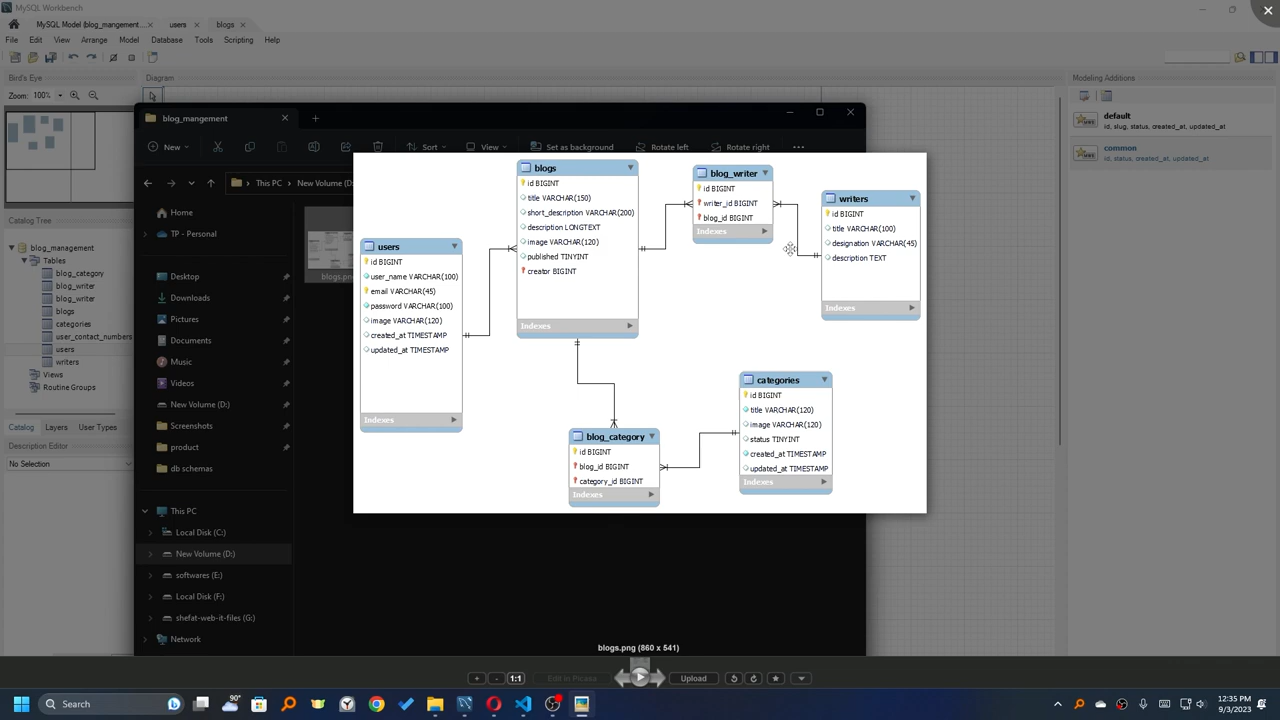 MySQL Workbench
MySQL Model (blog_mangement....
users
blogs
File Edit View Arrange Model Database Tools Scripting Help
Bird's Eye
Diagram
Modeling Additions
Zoom: 100%
default
id, slug, status, created_at, updated_at
common
id, status, created_at, updated_at
Catalog Tree
blog_management
Tables
blog_category
blog_writer
blog_writer
blogs
categories
user_contact_numbers
users
writers
Views
Routine Groups
Catalog Layers User Types
Description Editor
No Selection
blog_mangement
New
Sort
View
Set as background
Rotate left
Rotate right
This PC
New Volume (D:)
Home
TP - Personal
Desktop
Downloads
Pictures
Documents
Music
Videos
New Volume (D:)
Screenshots
product
db schemas
This PC
Local Disk (C:)
New Volume (D:)
softwares (E:)
Local Disk (F:)
shefat-web-it-files (G:)
Network
blogs.png
users
id BIGINT
user_name VARCHAR(100)
email VARCHAR(45)
password VARCHAR(100)
image VARCHAR(120)
created_at TIMESTAMP
updated_at TIMESTAMP
Indexes
blogs
id BIGINT
title VARCHAR(150)
short_description VARCHAR(200)
description LONGTEXT
image VARCHAR(120)
published TINYINT
creator BIGINT
Indexes
blog_writer
id BIGINT
writer_id BIGINT
blog_id BIGINT
Indexes
writers
id BIGINT
title VARCHAR(100)
designation VARCHAR(45)
description TEXT
Indexes
blog_category
id BIGINT
blog_id BIGINT
category_id BIGINT
Indexes
categories
id BIGINT
title VARCHAR(120)
image VARCHAR(120)
status TINYINT
created_at TIMESTAMP
updated_at TIMESTAMP
Indexes
blogs.png (860 x 541)
1:1
Edit in Picasa
Upload
Search
90°
12:35 PM
9/3/2023